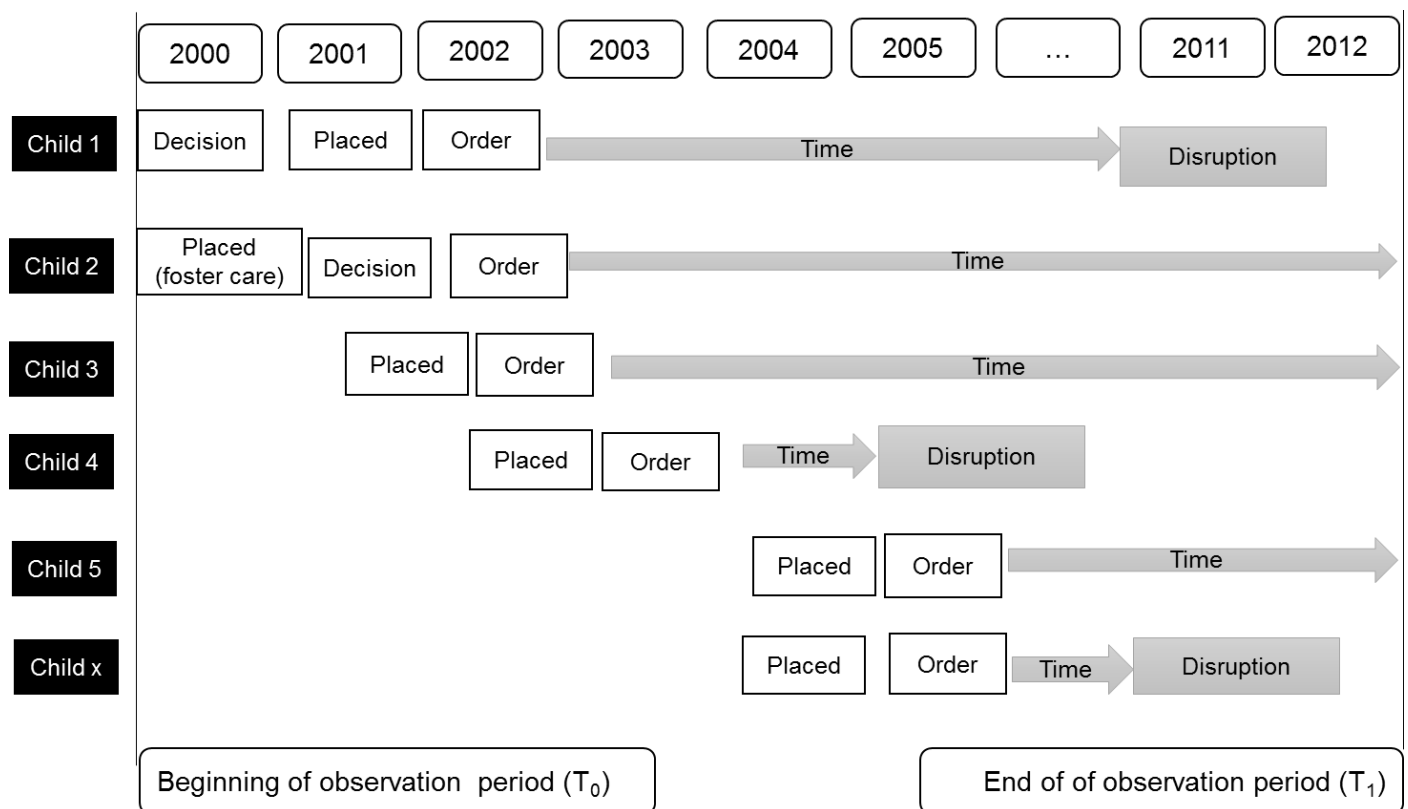 2000
2001
2002
2003
2004
2005
...
2011
2012
Child 1
Decision
Placed
Order
Time
Disruption
Child 2
Placed
(foster care)
Decision
Order
Time
Child 3
Placed
Order
Time
Child 4
Placed
Order
Time
Disruption
Child 5
Placed
Order
Time
Child x
Placed
Order
Time
Disruption
Beginning of observation period (T₀)
End of of observation period (T₁)